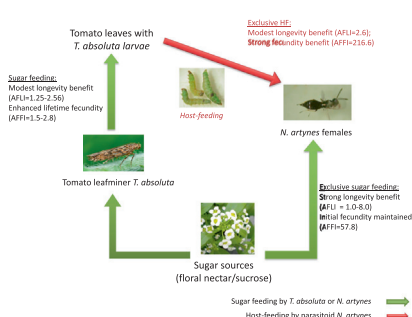 Exclusive HF:
Modest longevity benefit (AFLI=2.6);
Strong fecundity benefit (AFFI=216.6)
Tomato leaves with
T. absoluta larvae
Sugar feeding:
Modest longevity benefit
(AFLI=1.25-2.56)
Enhanced lifetime fecundity
(AFFI=1.5-2.8)
Host-feeding
N. artynes females
Tomato leafminer T. absoluta
Exclusive sugar feeding:
Strong longevity benefit
(AFLI = 1.0-8.0)
Initial fecundity maintained
(AFFI=57.8)
Sugar sources
(floral nectar/sucrose)
Sugar feeding by T. absoluta or N. artynes
Host-feeding by parasitoid N. artynes